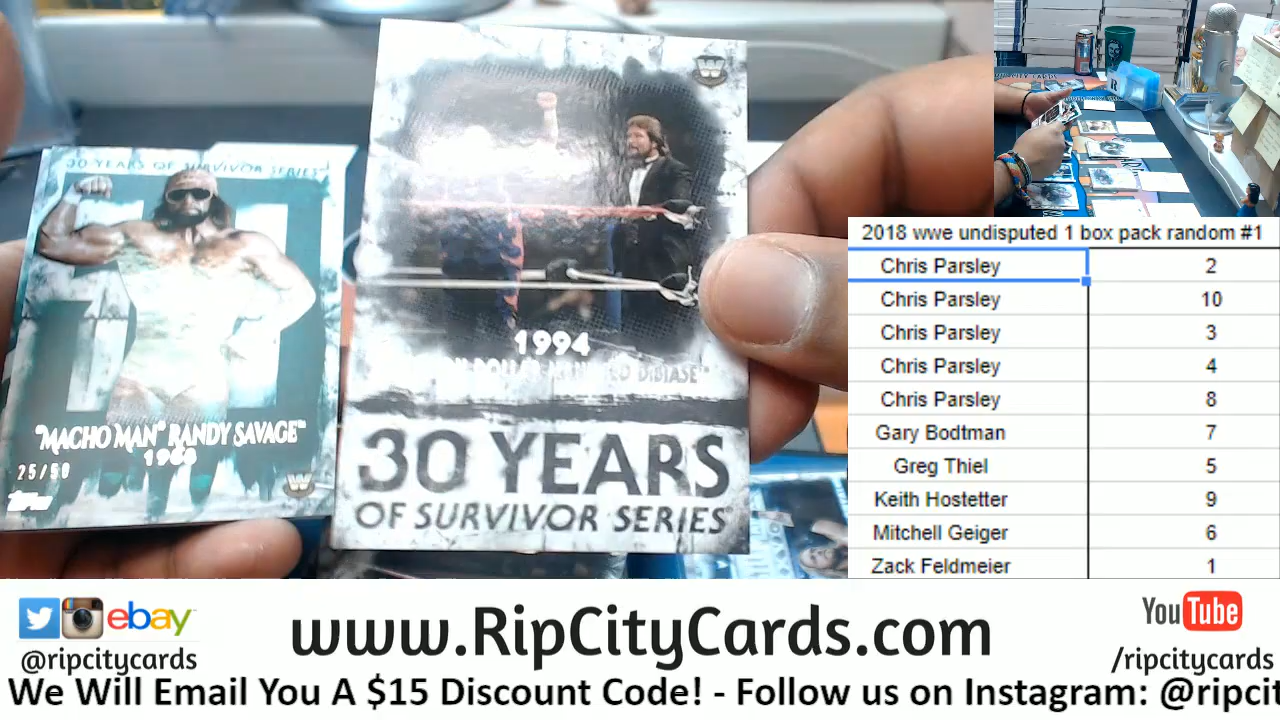 30 YEARS OF SURVIVOR SERIES
"MACHO MAN" RANDY SAVAGE™
25/50
topps
1994
30 YEARS
OF SURVIVOR SERIES
2018 wwe undisputed 1 box pack random #1
Chris Parsley 2
Chris Parsley 10
Chris Parsley 3
Chris Parsley 4
Chris Parsley 8
Gary Bodtman 7
Greg Thiel 5
Keith Hostetter 9
Mitchell Geiger 6
Zack Feldmeier 1
ebay
@ripcitycards
www.RipCityCards.com
YouTube
/ripcitycards
We Will Email You A $15 Discount Code! - Follow us on Instagram: @ripcit